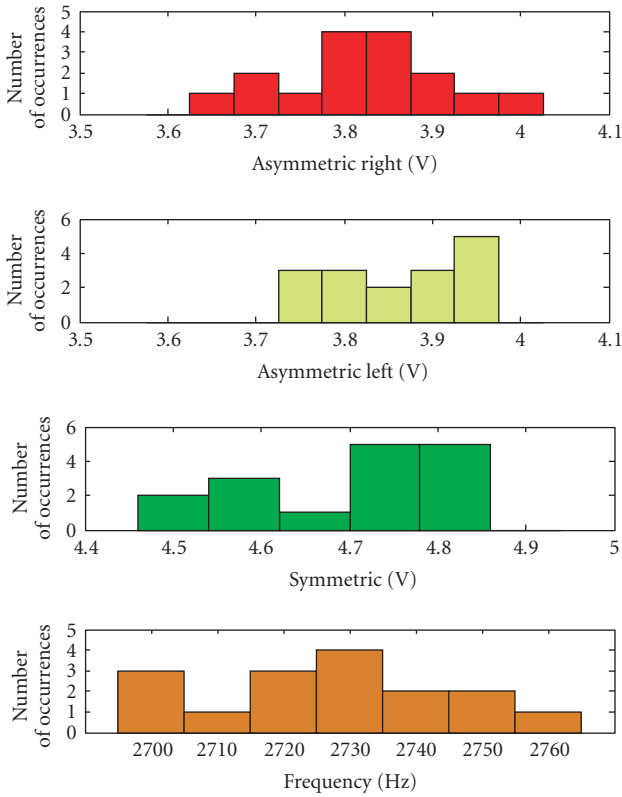 Number
of occurrences
5
4
3
2
1
0
3.5 3.6 3.7 3.8 3.9 4 4.1
Asymmetric right (V)
Number
of occurrences
6
4
2
0
3.5 3.6 3.7 3.8 3.9 4 4.1
Asymmetric left (V)
Number
of occurrences
6
4
2
0
4.4 4.5 4.6 4.7 4.8 4.9 5
Symmetric (V)
Number
of occurrences
5
4
3
2
1
0
2700 2710 2720 2730 2740 2750 2760
Frequency (Hz)